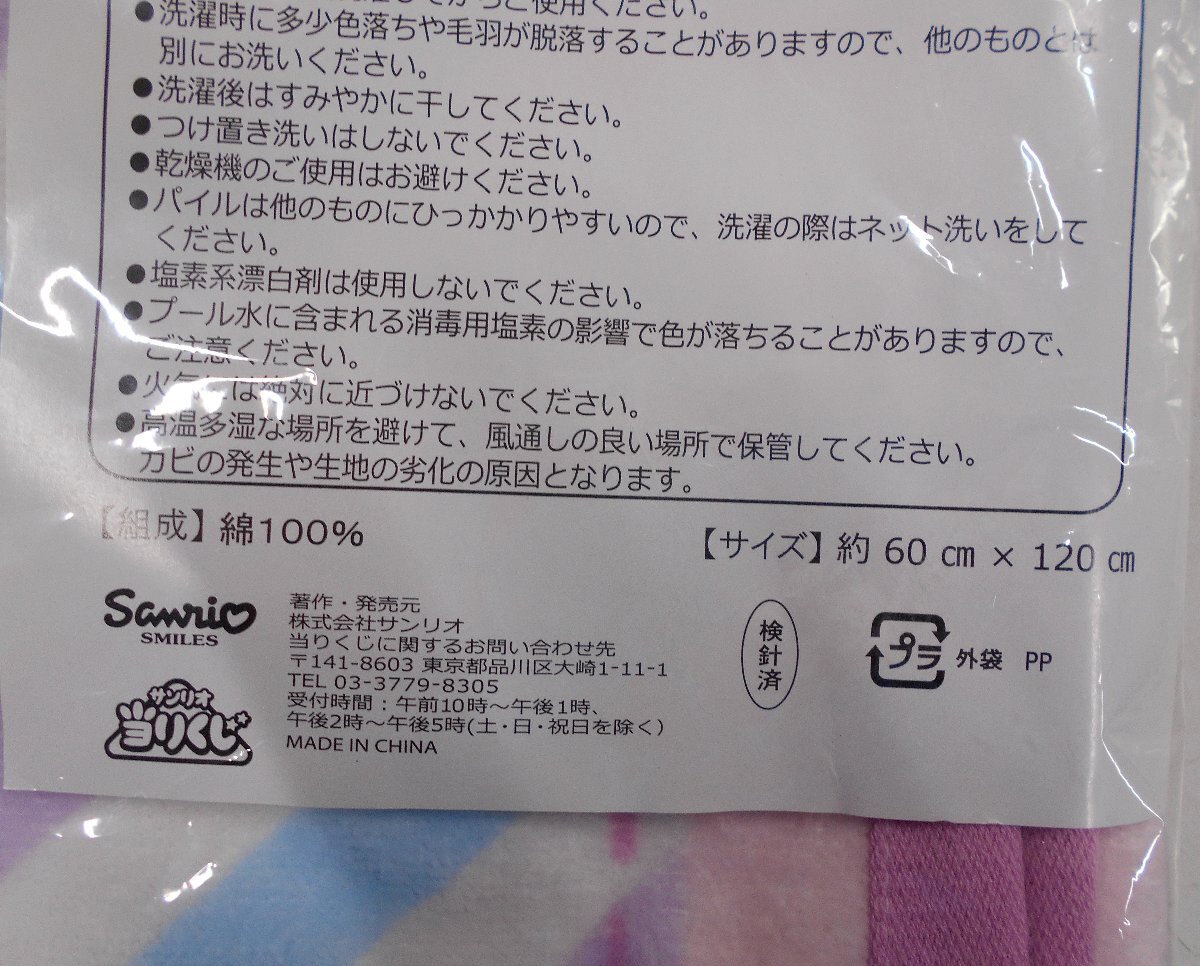 てからご使用ください。
●洗濯時に多少色落ちや毛羽が脱落することがありますので、他のものとは
別にお洗いください。
●洗濯後はすみやかに干してください。
●つけ置き洗いはしないでください。
●乾燥機のご使用はお避けください。
●パイルは他のものにひっかかりやすいので、洗濯の際はネット洗いをして
ください。
●塩素系漂白剤は使用しないでください。
●プール水に含まれる消毒用塩素の影響で色が落ちることがありますので、
ご注意ください。
●火気には絶対に近づけないでください。
●高温多湿な場所を避けて、風通しの良い場所で保管してください。
カビの発生や生地の劣化の原因となります。
【組成】綿100%
【サイズ】約 60 ㎝ × 120 ㎝
Sanrio
SMILES
サンリオ
当りくじ
著作・発売元
株式会社サンリオ
当りくじに関するお問い合わせ先
〒141-8603 東京都品川区大崎1-11-1
TEL 03-3779-8305
受付時間:午前10時～午後1時、
午後2時～午後5時(土・日・祝日を除く)
MADE IN CHINA
検針済
プラ
外袋 PP